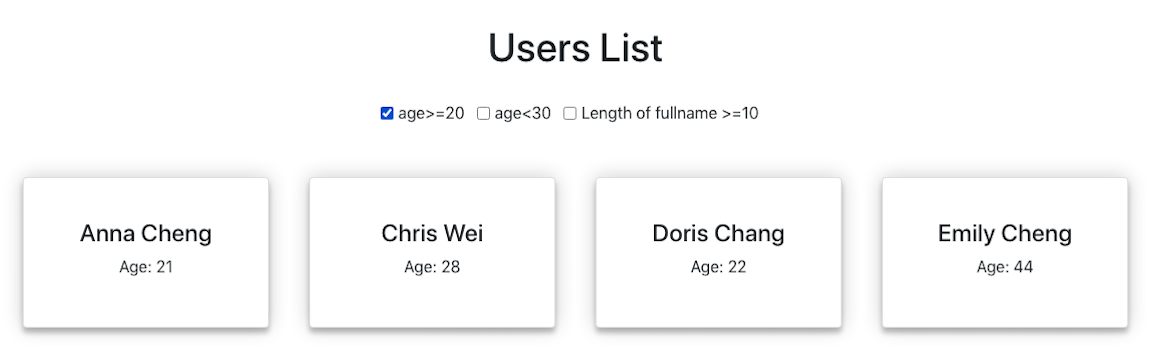 Users List
age>=20 age<30 Length of fullname >=10
Anna Cheng
Age: 21
Chris Wei
Age: 28
Doris Chang
Age: 22
Emily Cheng
Age: 44